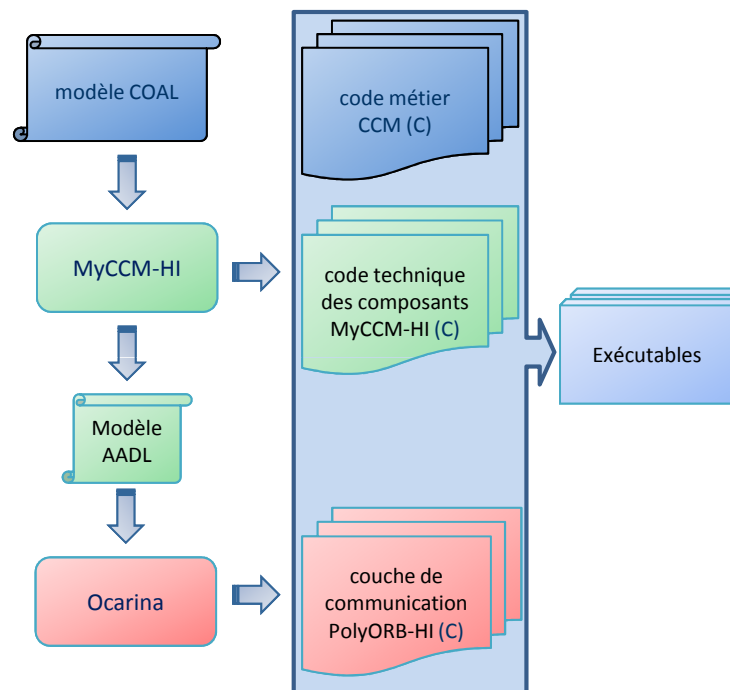 modèle COAL
code métier
CCM (C)
MyCCM-HI
code technique
des composants
MyCCM-HI (C)
Exécutables
Modèle
AADL
Ocarina
couche de
communication
PolyORB-HI (C)